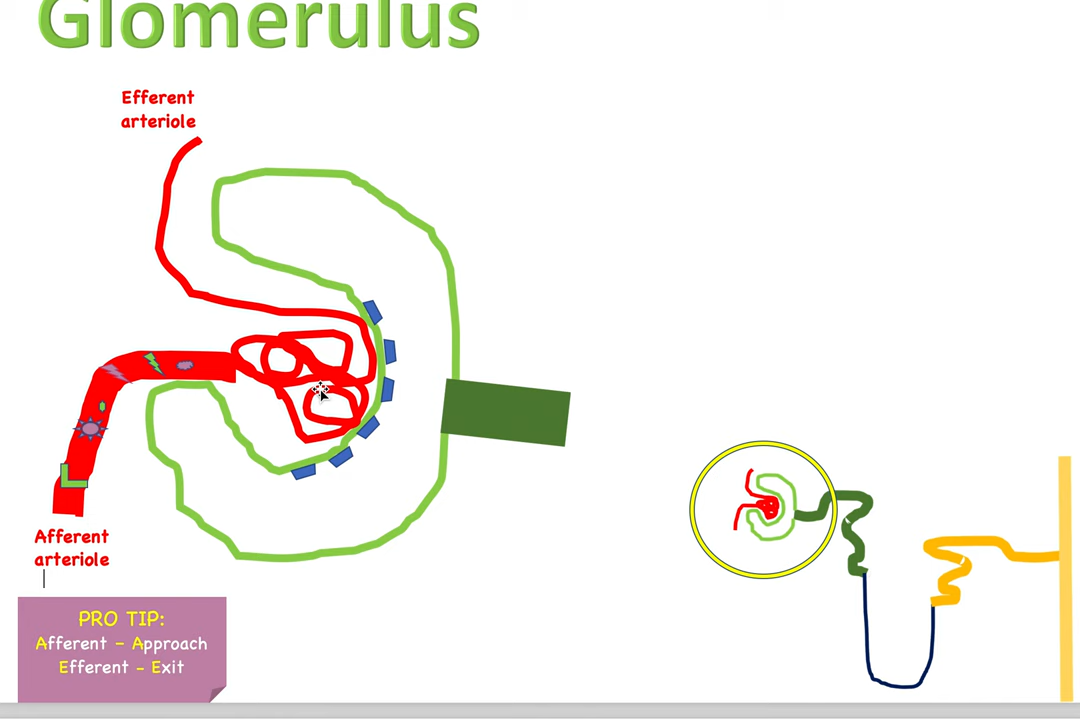 Glomerulus
Efferent
arteriole
Afferent
arteriole
PRO TIP:
Afferent - Approach
Efferent - Exit